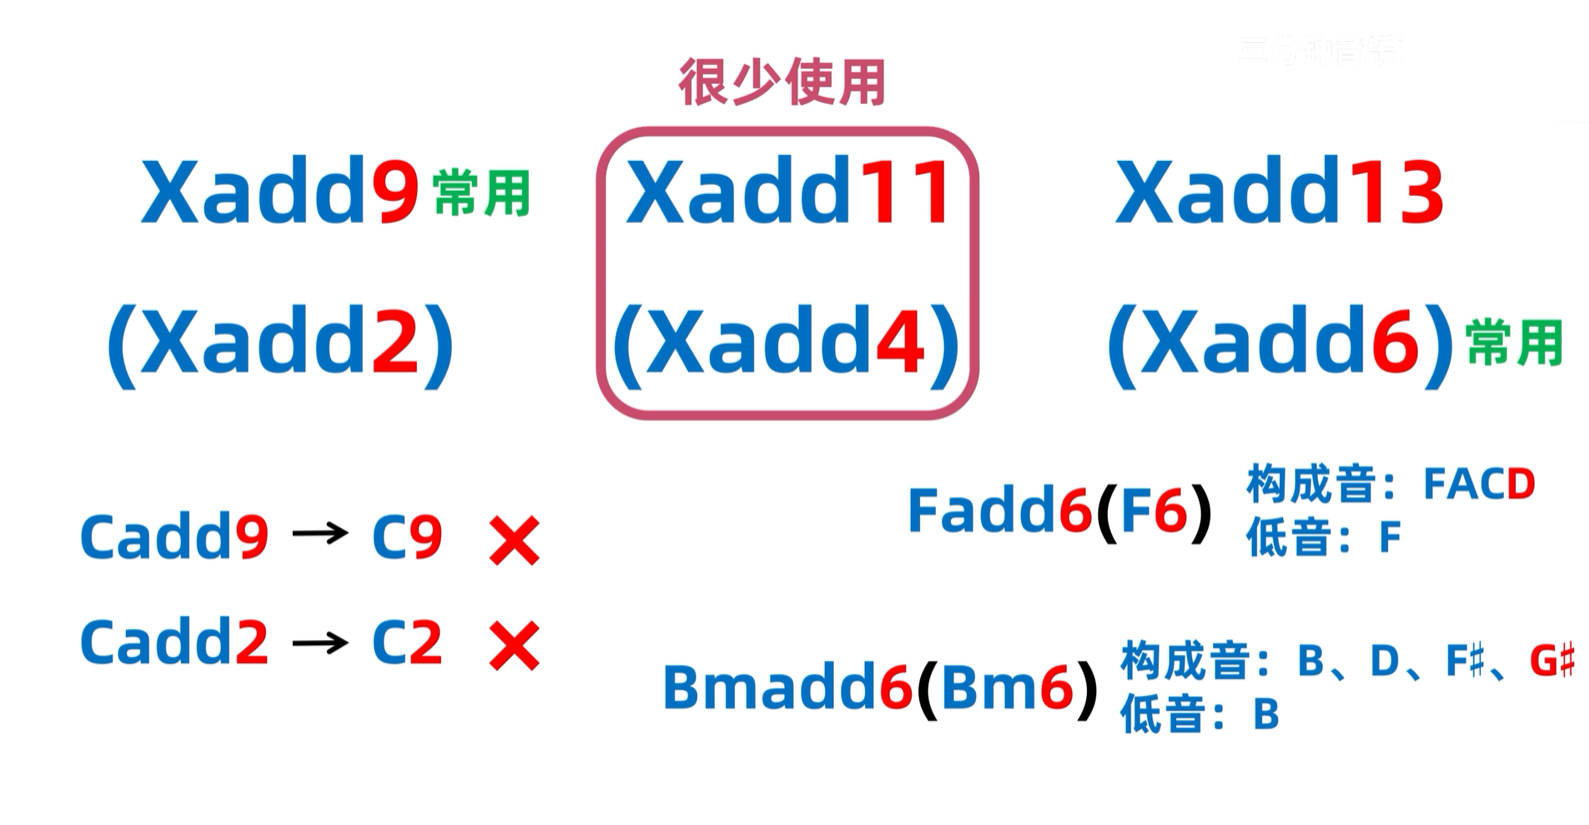 很少使用
Xadd9 常用
Xadd11
Xadd13
(Xadd2)
(Xadd4)
(Xadd6) 常用
Cadd9 → C9 ×
Cadd2 → C2 ×
Fadd6(F6)
构成音：FACD
低音：F
Bmadd6(Bm6)
构成音：B、D、F♯、G♯
低音：B